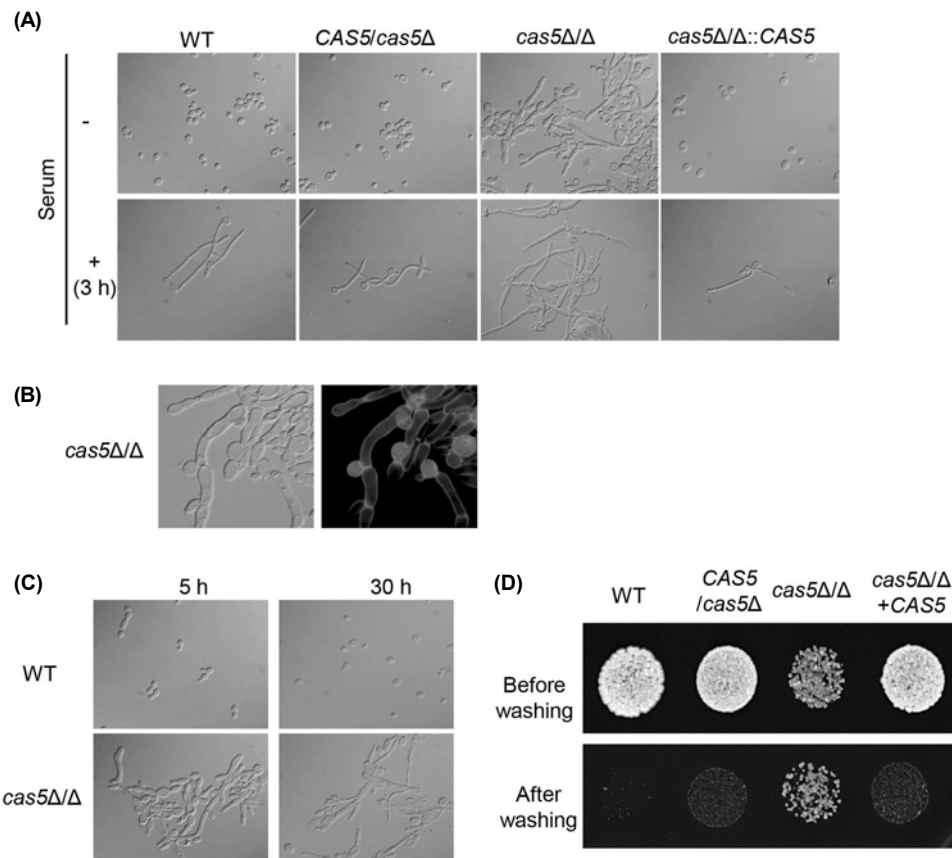 (A)
WT
CAS5/cas5Δ
cas5Δ/Δ
cas5Δ/Δ::CAS5
Serum
-
+
(3 h)
(B)
cas5Δ/Δ
(C)
5 h
30 h
WT
cas5Δ/Δ
(D)
WT
CAS5
/cas5Δ
cas5Δ/Δ
cas5Δ/Δ
+CAS5
Before
washing
After
washing